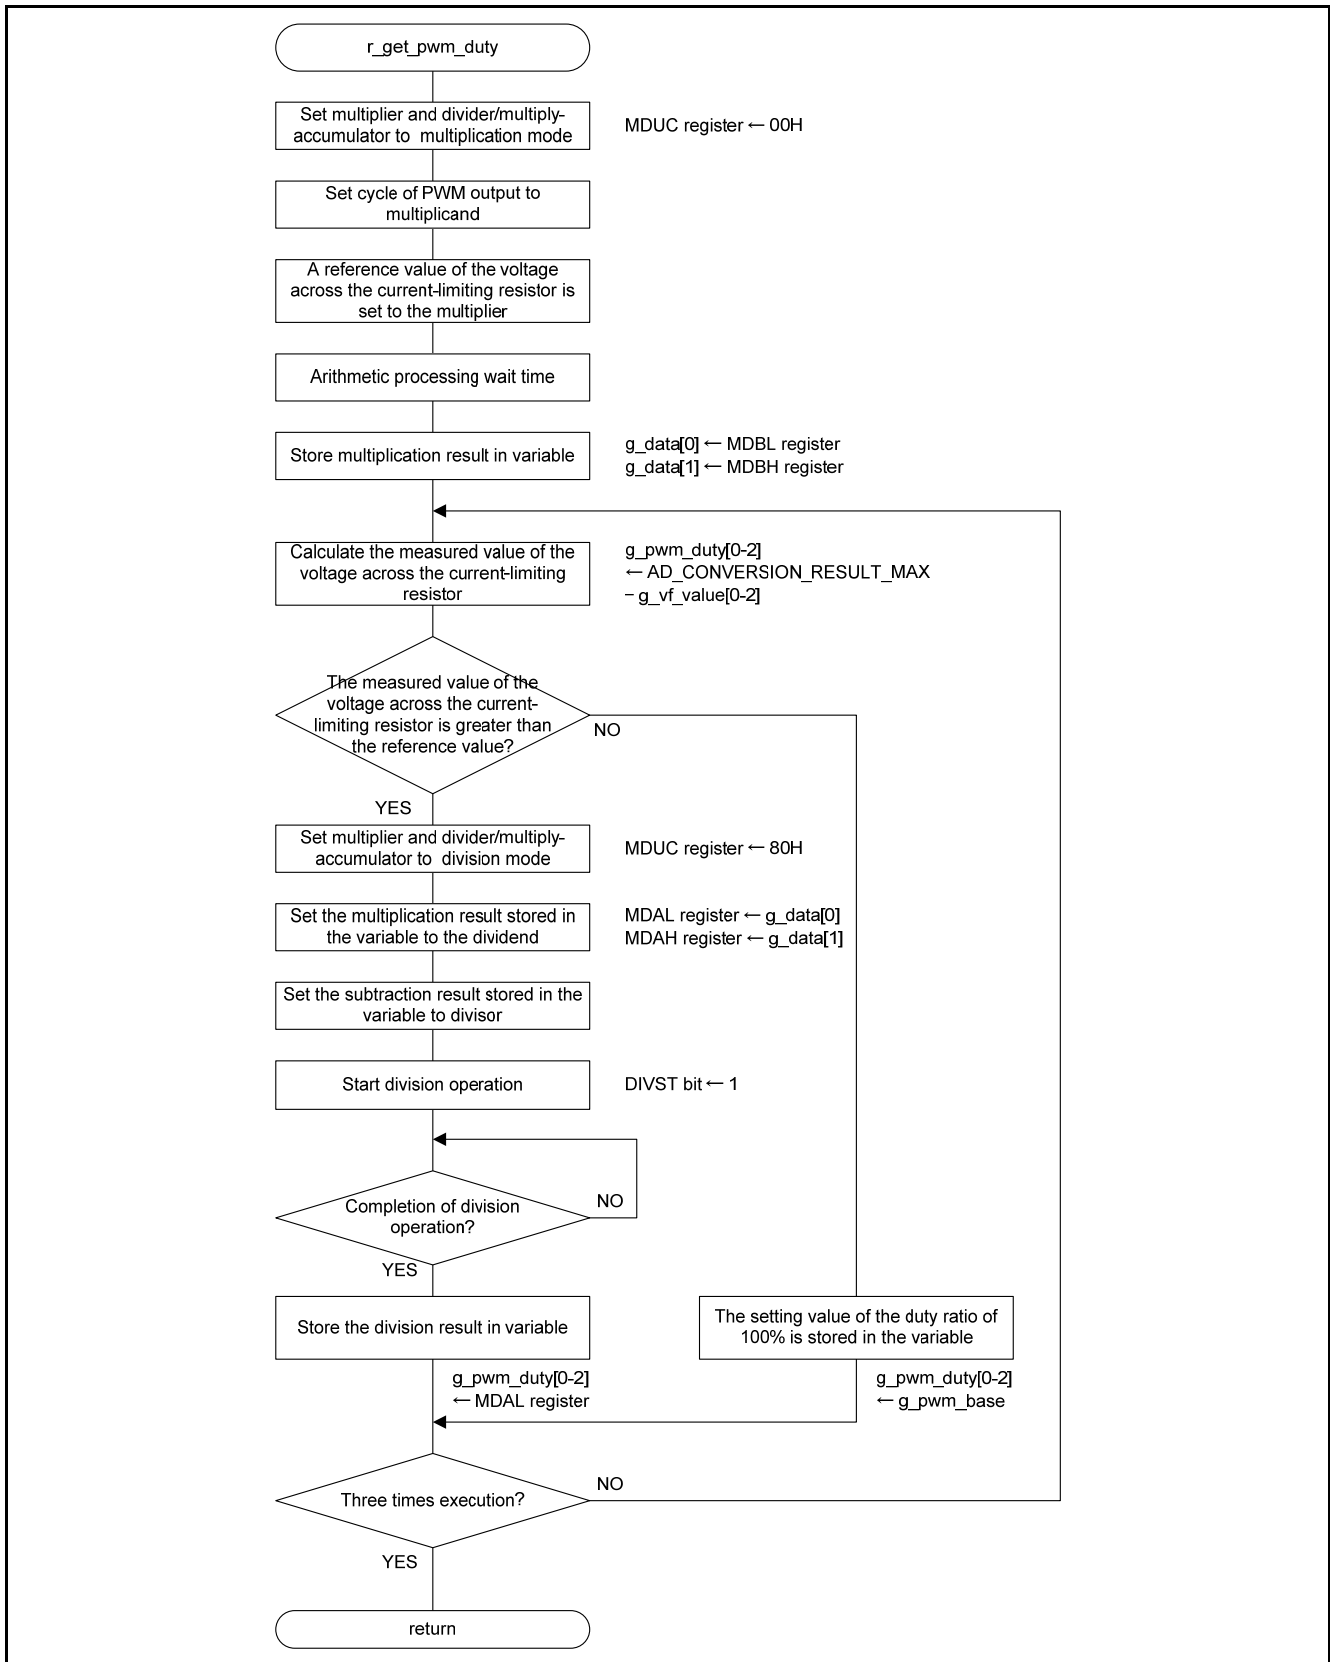 r_get_pwm_duty
Set multiplier and divider/multiply-
accumulator to multiplication mode
MDUC register ← 00H
Set cycle of PWM output to
multiplicand
A reference value of the voltage
across the current-limiting resistor is
set to the multiplier
Arithmetic processing wait time
Store multiplication result in variable
g_data[0] ← MDBL register
g_data[1] ← MDBH register
Calculate the measured value of the
voltage across the current-limiting
resistor
g_pwm_duty[0-2]
← AD_CONVERSION_RESULT_MAX
− g_vf_value[0-2]
The measured value of the
voltage across the current-
limiting resistor is greater than
the reference value?
NO
YES
Set multiplier and divider/multiply-
accumulator to division mode
MDUC register ← 80H
Set the multiplication result stored in
the variable to the dividend
MDAL register ← g_data[0]
MDAH register ← g_data[1]
Set the subtraction result stored in the
variable to divisor
Start division operation
DIVST bit ← 1
Completion of division
operation?
NO
YES
Store the division result in variable
The setting value of the duty ratio of
100% is stored in the variable
g_pwm_duty[0-2]
← MDAL register
g_pwm_duty[0-2]
← g_pwm_base
Three times execution?
NO
YES
return